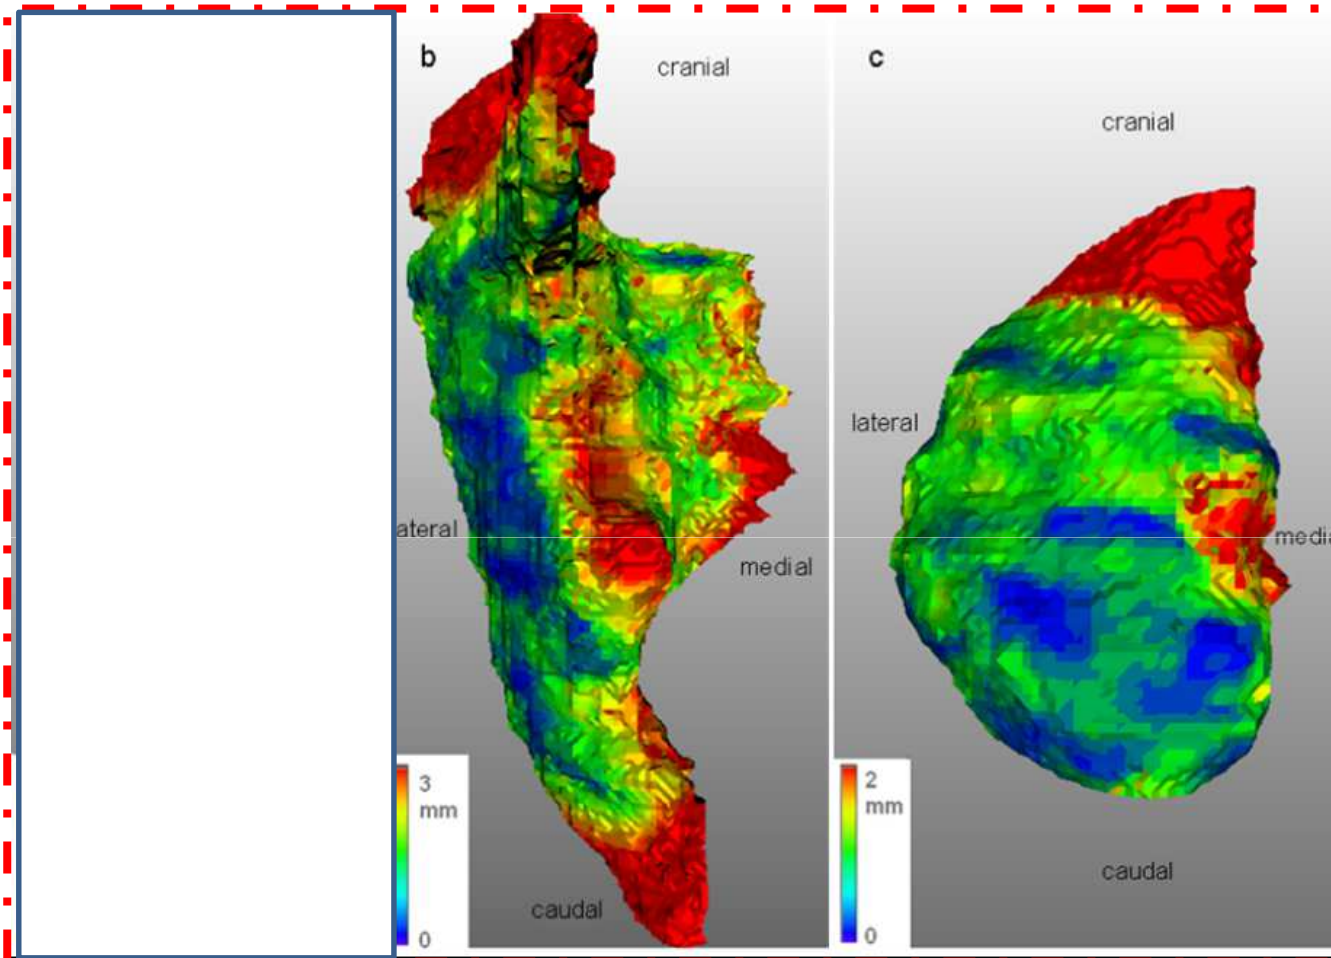 b
cranial
ateral
medial
3
mm
0
caudal
c
cranial
lateral
medi
2
mm
0
caudal